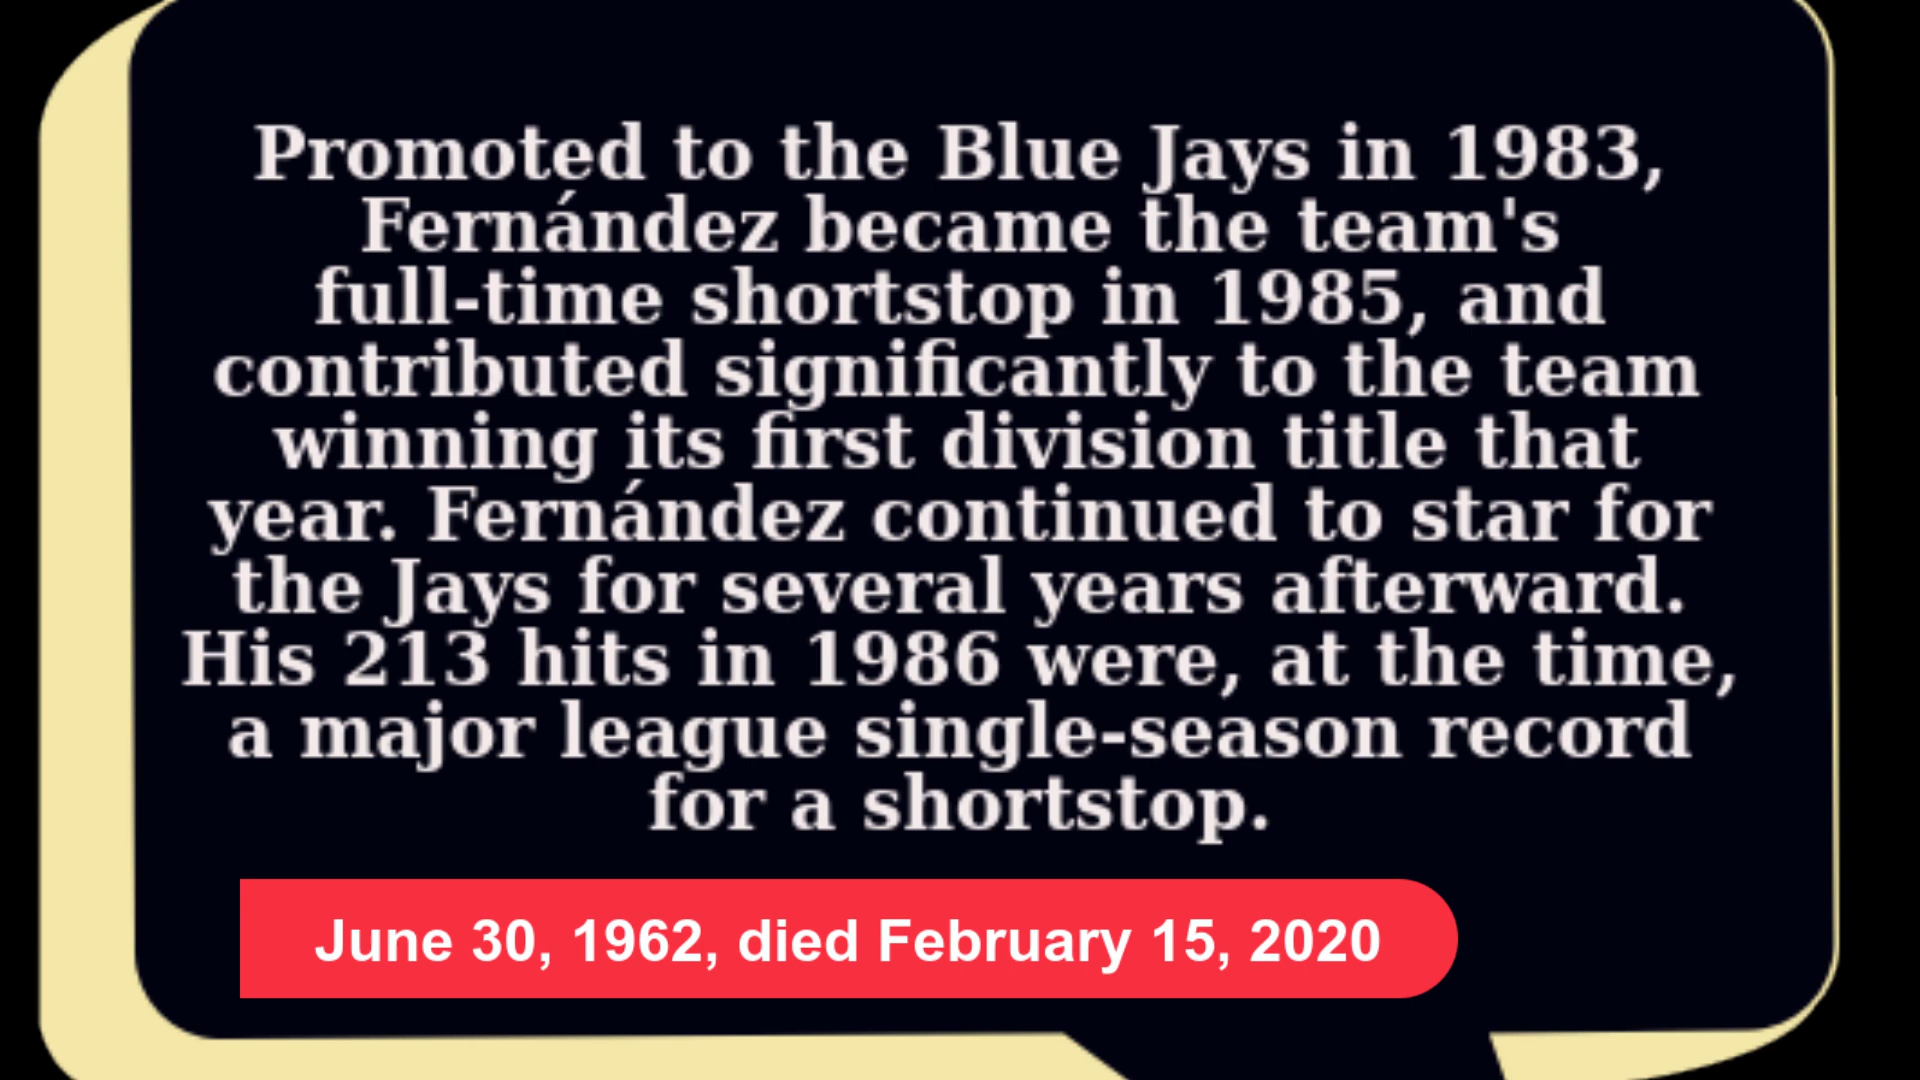 Promoted to the Blue Jays in 1983,
Fernández became the team's
full-time shortstop in 1985, and
contributed significantly to the team
winning its first division title that
year. Fernández continued to star for
the Jays for several years afterward.
His 213 hits in 1986 were, at the time,
a major league single-season record
for a shortstop.
June 30, 1962, died February 15, 2020